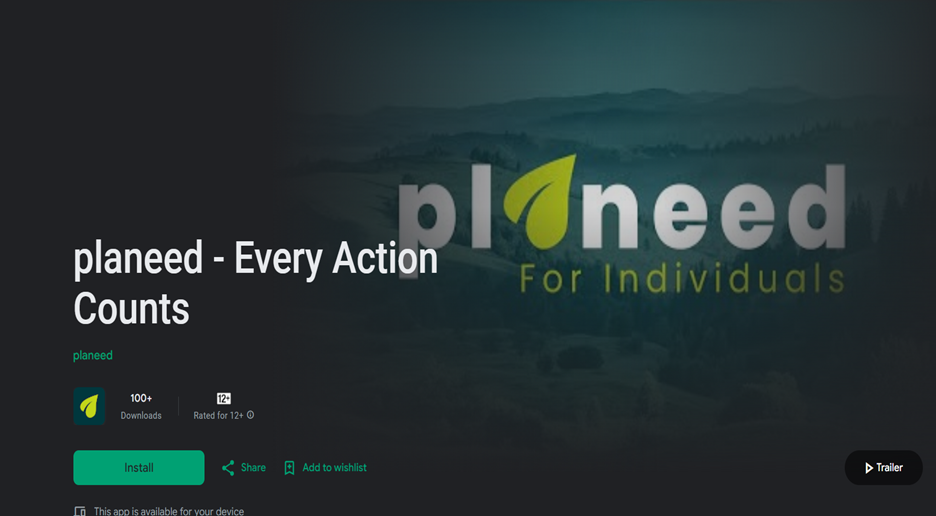 planeed
For Individuals
planeed - Every Action
Counts
planeed
100+
Downloads
12+
Rated for 12+
Install
Share
Add to wishlist
Trailer
This app is available for your device